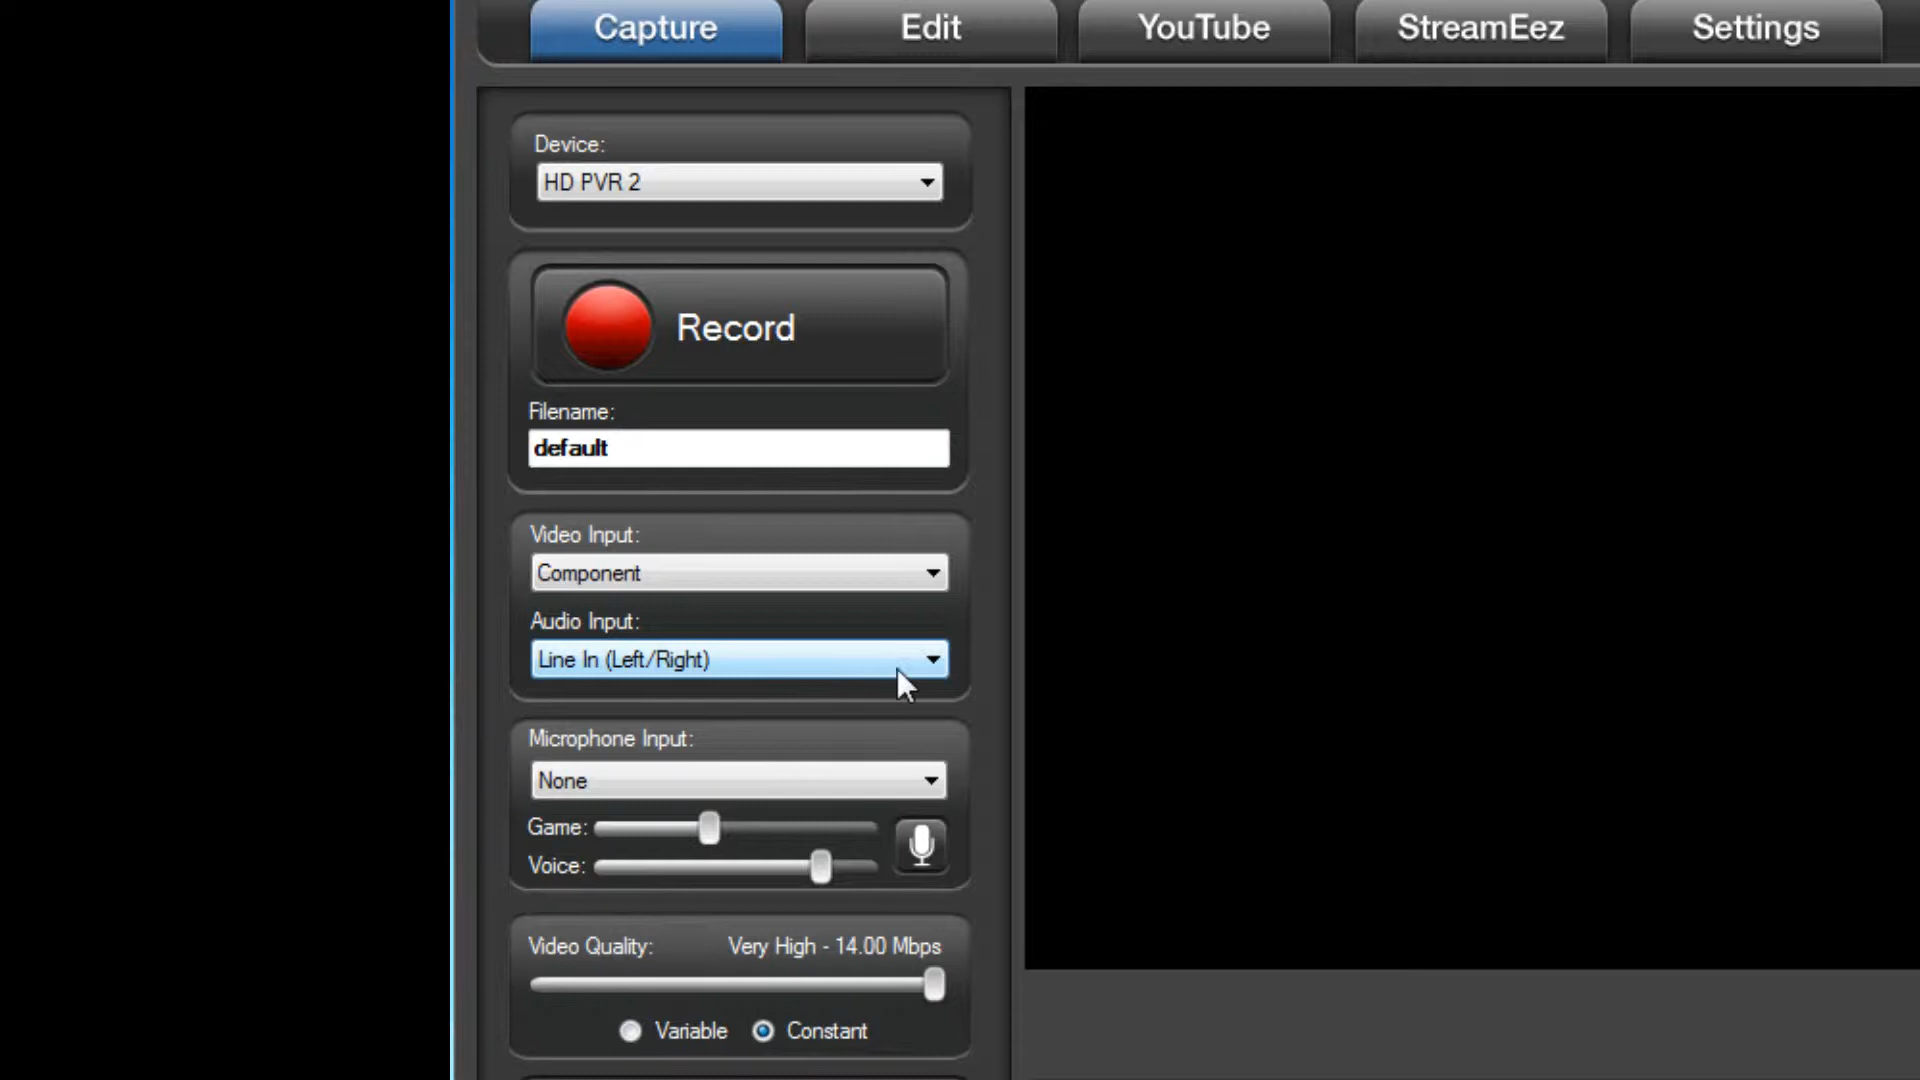 Capture Edit YouTube StreamEez Settings
Device:
HD PVR 2
Record
Filename:
default
Video Input:
Component
Audio Input:
Line In (Left/Right)
Microphone Input:
None
Game:
Voice:
Video Quality: Very High - 14.00 Mbps
Variable Constant